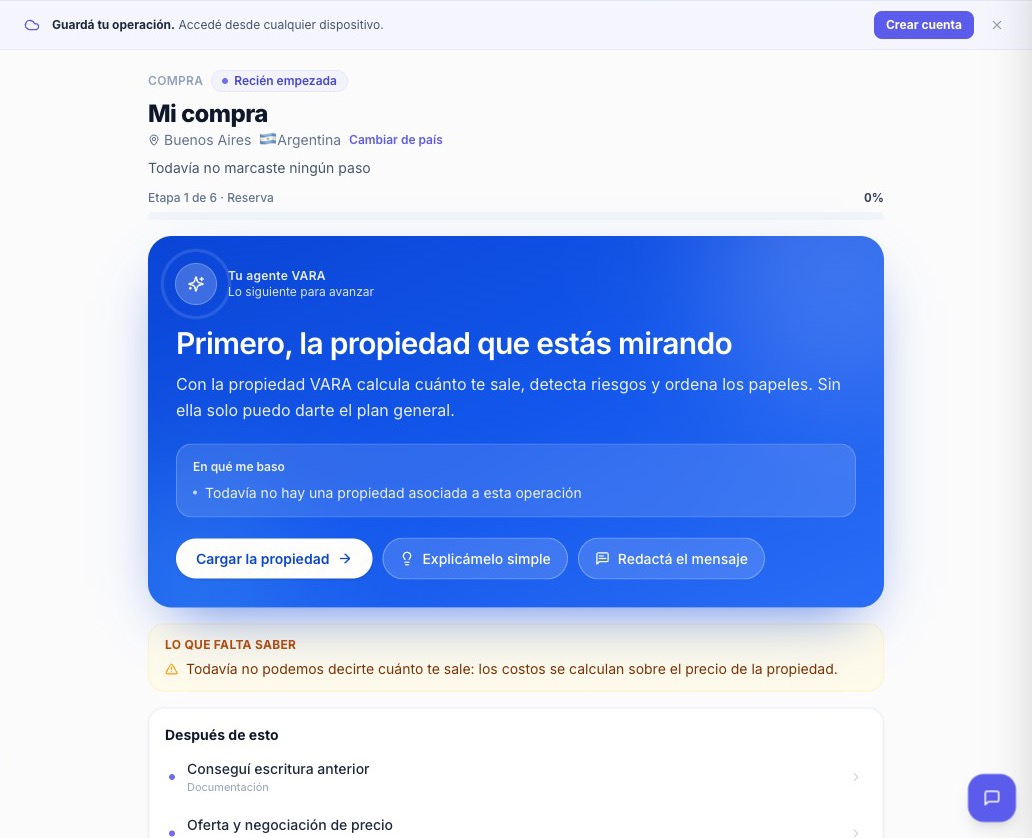 Guardá tu operación. Accedé desde cualquier dispositivo.
Crear cuenta
COMPRA
Recién empezada
Mi compra
Buenos Aires Argentina Cambiar de país
Todavía no marcaste ningún paso
Etapa 1 de 6 · Reserva
0%
Tu agente VARA
Lo siguiente para avanzar
Primero, la propiedad que estás mirando
Con la propiedad VARA calcula cuánto te sale, detecta riesgos y ordena los papeles. Sin
ella solo puedo darte el plan general.
En qué me baso
• Todavía no hay una propiedad asociada a esta operación
Cargar la propiedad →
Explicámelo simple
Redactá el mensaje
LO QUE FALTA SABER
Todavía no podemos decirte cuánto te sale: los costos se calculan sobre el precio de la propiedad.
Después de esto
Conseguí escritura anterior
Documentación
Oferta y negociación de precio